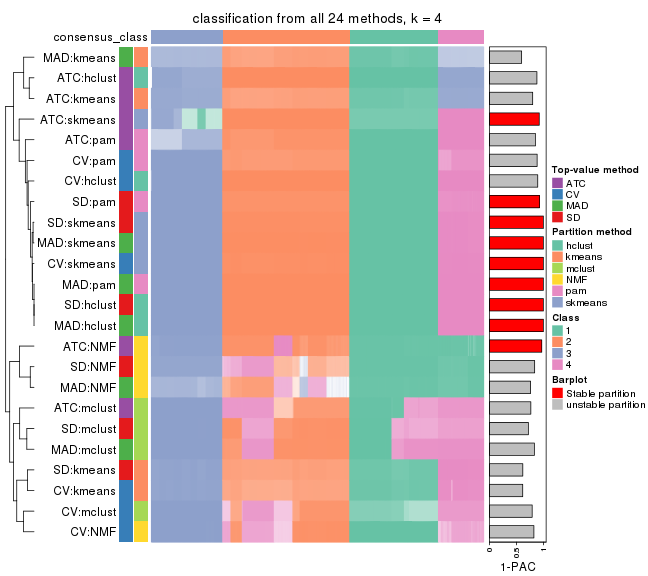 classification from all 24 methods, k = 4
consensus_class
MAD:kmeans
ATC:hclust
ATC:kmeans
ATC:skmeans
ATC:pam
CV:pam
CV:hclust
SD:pam
SD:skmeans
MAD:skmeans
CV:skmeans
MAD:pam
SD:hclust
MAD:hclust
ATC:NMF
SD:NMF
MAD:NMF
ATC:mclust
SD:mclust
MAD:mclust
SD:kmeans
CV:kmeans
CV:mclust
CV:NMF
0
0.5
1
1-PAC
Top-value method
ATC
CV
MAD
SD
Partition method
hclust
kmeans
mclust
NMF
pam
skmeans
Class
1
2
3
4
Barplot
Stable partition
unstable partition